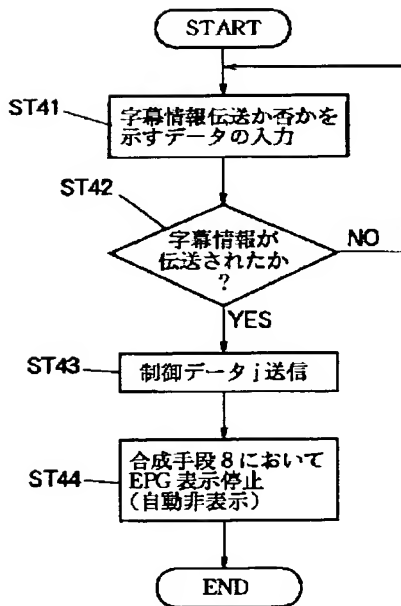 START
ST41
字幕情報伝送か否かを
示すデータの入力
ST42
字幕情報が
伝送されたか
?
NO
YES
ST43
制御データj送信
ST44
合成手段8において
EPG表示停止
(自動非表示)
END